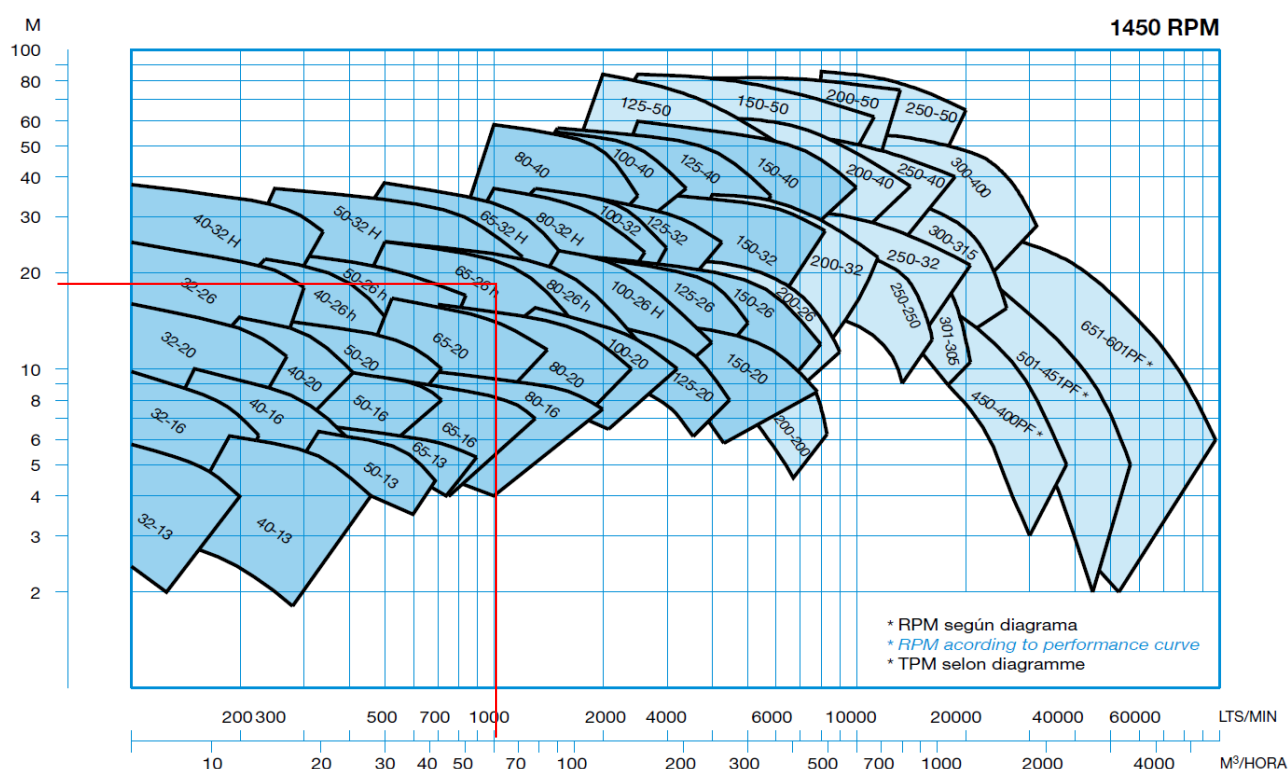 M
1450 RPM
100
80
60
50
40
30
20
10
8
6
5
4
3
2
125-50
150-50
200-50
250-50
80-40
100-40
125-40
150-40
200-40
250-40
300-400
40-32 H
50-32 H
65-32 H
80-32 H
100-32
125-32
150-32
200-32
250-32
300-315
32-26
40-26 h
50-26 h
65-26 h
80-26 h
100-26 H
125-26
150-26
200-26
250-250
301-305
651-601PF *
501-451PF *
450-400PF *
32-20
40-20
50-20
65-20
80-20
100-20
125-20
150-20
200-200
32-16
40-16
50-16
65-16
80-16
32-13
40-13
50-13
65-13
* RPM según diagrama
* RPM acording to performance curve
* TPM selon diagramme
200 300 500 700 1000 2000 4000 6000 10000 20000 40000 60000 LTS/MIN
10 20 30 40 50 70 100 200 300 500 1000 2000 4000 M³/HORA